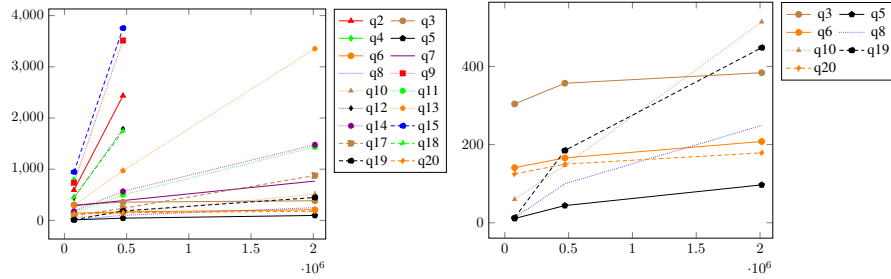 4,000
3,000
2,000
1,000
0
0 0.5 1 1.5 2
·10^6
q2 q3
q4 q5
q6 q7
q8 q9
q10 q11
q12 q13
q14 q15
q17 q18
q19 q20
400
200
0
0 0.5 1 1.5 2
·10^6
q3 q5
q6 q8
q10 q19
q20